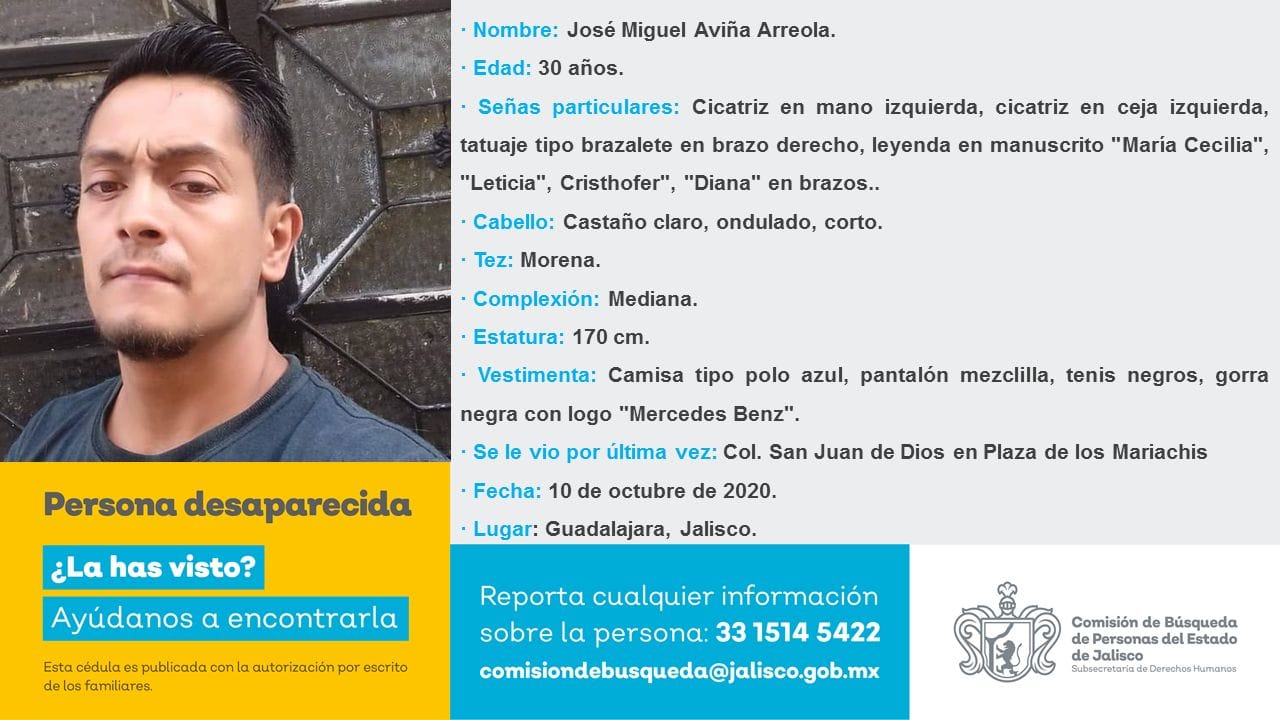 · Nombre: José Miguel Aviña Arreola.
· Edad: 30 años.
· Señas particulares: Cicatriz en mano izquierda, cicatriz en ceja izquierda,
tatuaje tipo brazalete en brazo derecho, leyenda en manuscrito "María Cecilia",
"Leticia", Cristhofer", "Diana" en brazos..
· Cabello: Castaño claro, ondulado, corto.
· Tez: Morena.
· Complexión: Mediana.
· Estatura: 170 cm.
· Vestimenta: Camisa tipo polo azul, pantalón mezclilla, tenis negros, gorra
negra con logo "Mercedes Benz".
· Se le vio por última vez: Col. San Juan de Dios en Plaza de los Mariachis
· Fecha: 10 de octubre de 2020.
· Lugar: Guadalajara, Jalisco.
Persona desaparecida
¿La has visto?
Ayúdanos a encontrarla
Esta cédula es publicada con la autorización por escrito
de los familiares.
Reporta cualquier información
sobre la persona: 33 1514 5422
comisiondebusqueda@jalisco.gob.mx
Comisión de Búsqueda
de Personas del Estado
de Jalisco
Subsecretaría de Derechos Humanos